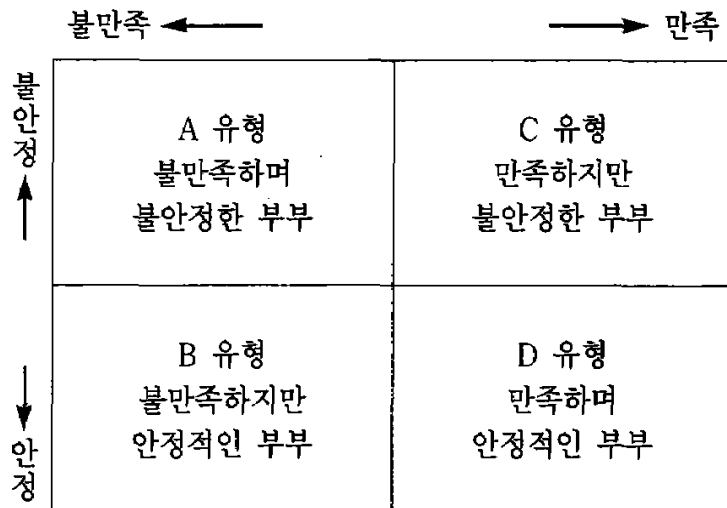 불만족 만족
불안정
A 유형
불만족하며
불안정한 부부
C 유형
만족하지만
불안정한 부부
안정
B 유형
불만족하지만
안정적인 부부
D 유형
만족하며
안정적인 부부